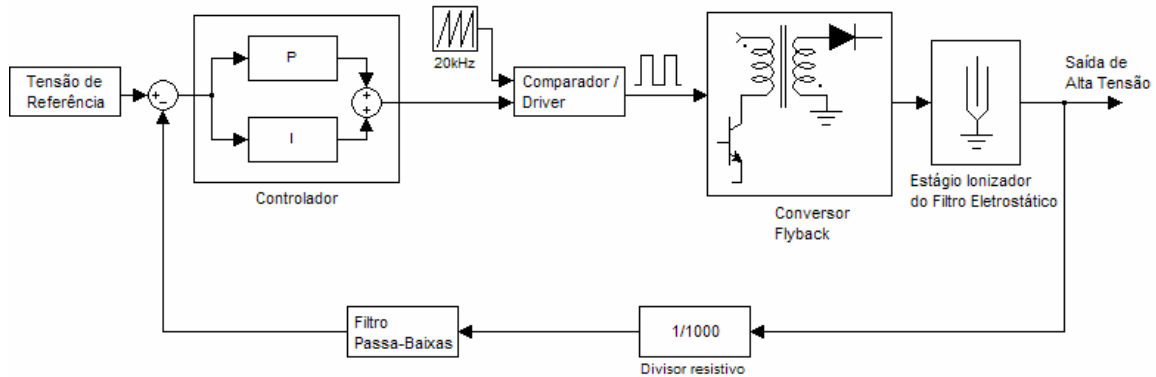 Tensão de
Referência
+
−
P
I
+
+
Controlador
20kHz
Comparador /
Driver
Conversor
Flyback
Estágio Ionizador
do Filtro Eletrostático
Saída de
Alta Tensão
Filtro
Passa-Baixas
1/1000
Divisor resistivo